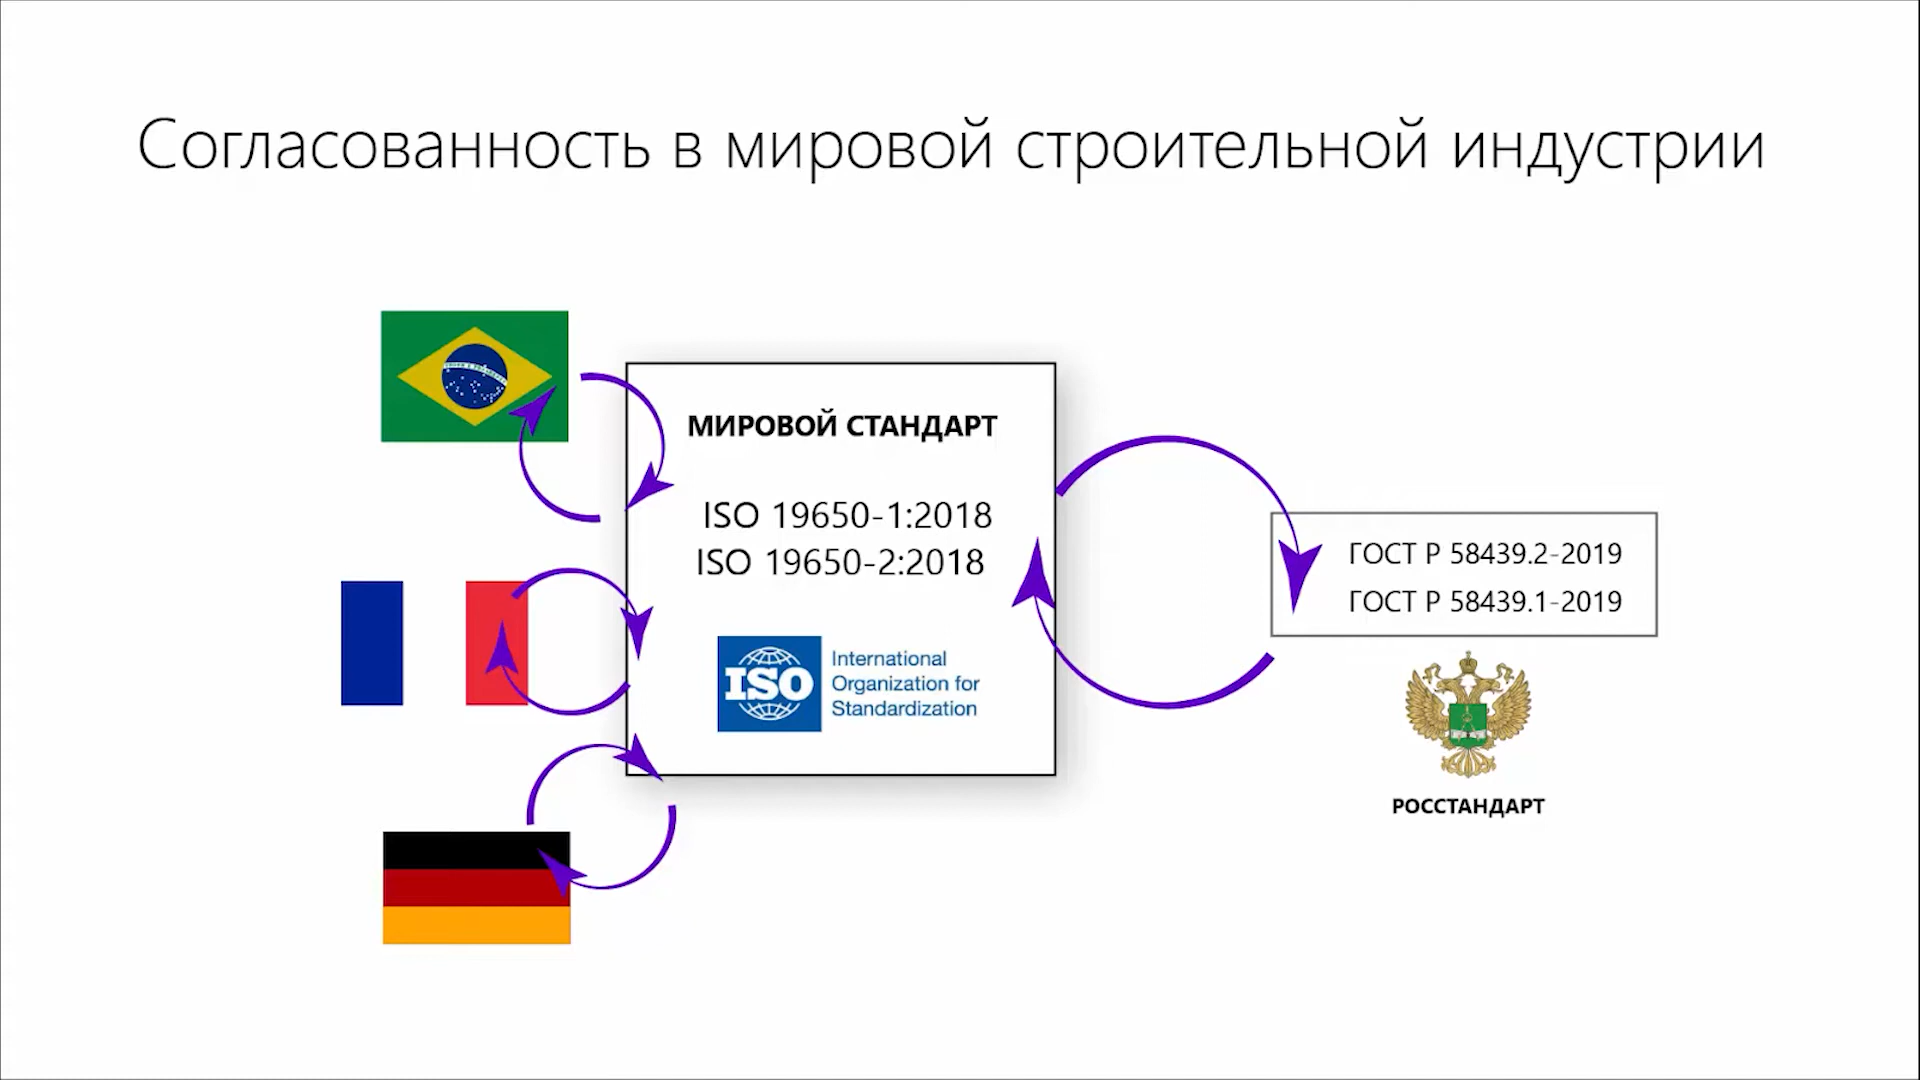 Согласованность в мировой строительной индустрии
МИРОВОЙ СТАНДАРТ
ISO 19650-1:2018
ISO 19650-2:2018
ISO
International
Organization for
Standardization
ГОСТ Р 58439.2-2019
ГОСТ Р 58439.1-2019
РОССТАНДАРТ